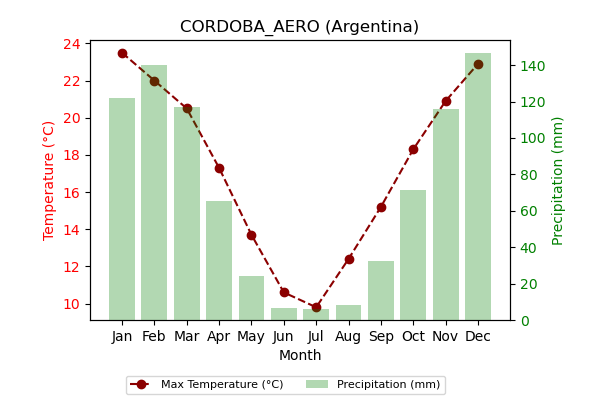 CORDOBA_AERO (Argentina)
24
22
20
18
16
14
12
10
Temperature (°C)
140
120
100
80
60
40
20
0
Precipitation (mm)
Jan Feb Mar Apr May Jun Jul Aug Sep Oct Nov Dec
Month
Max Temperature (°C) Precipitation (mm)